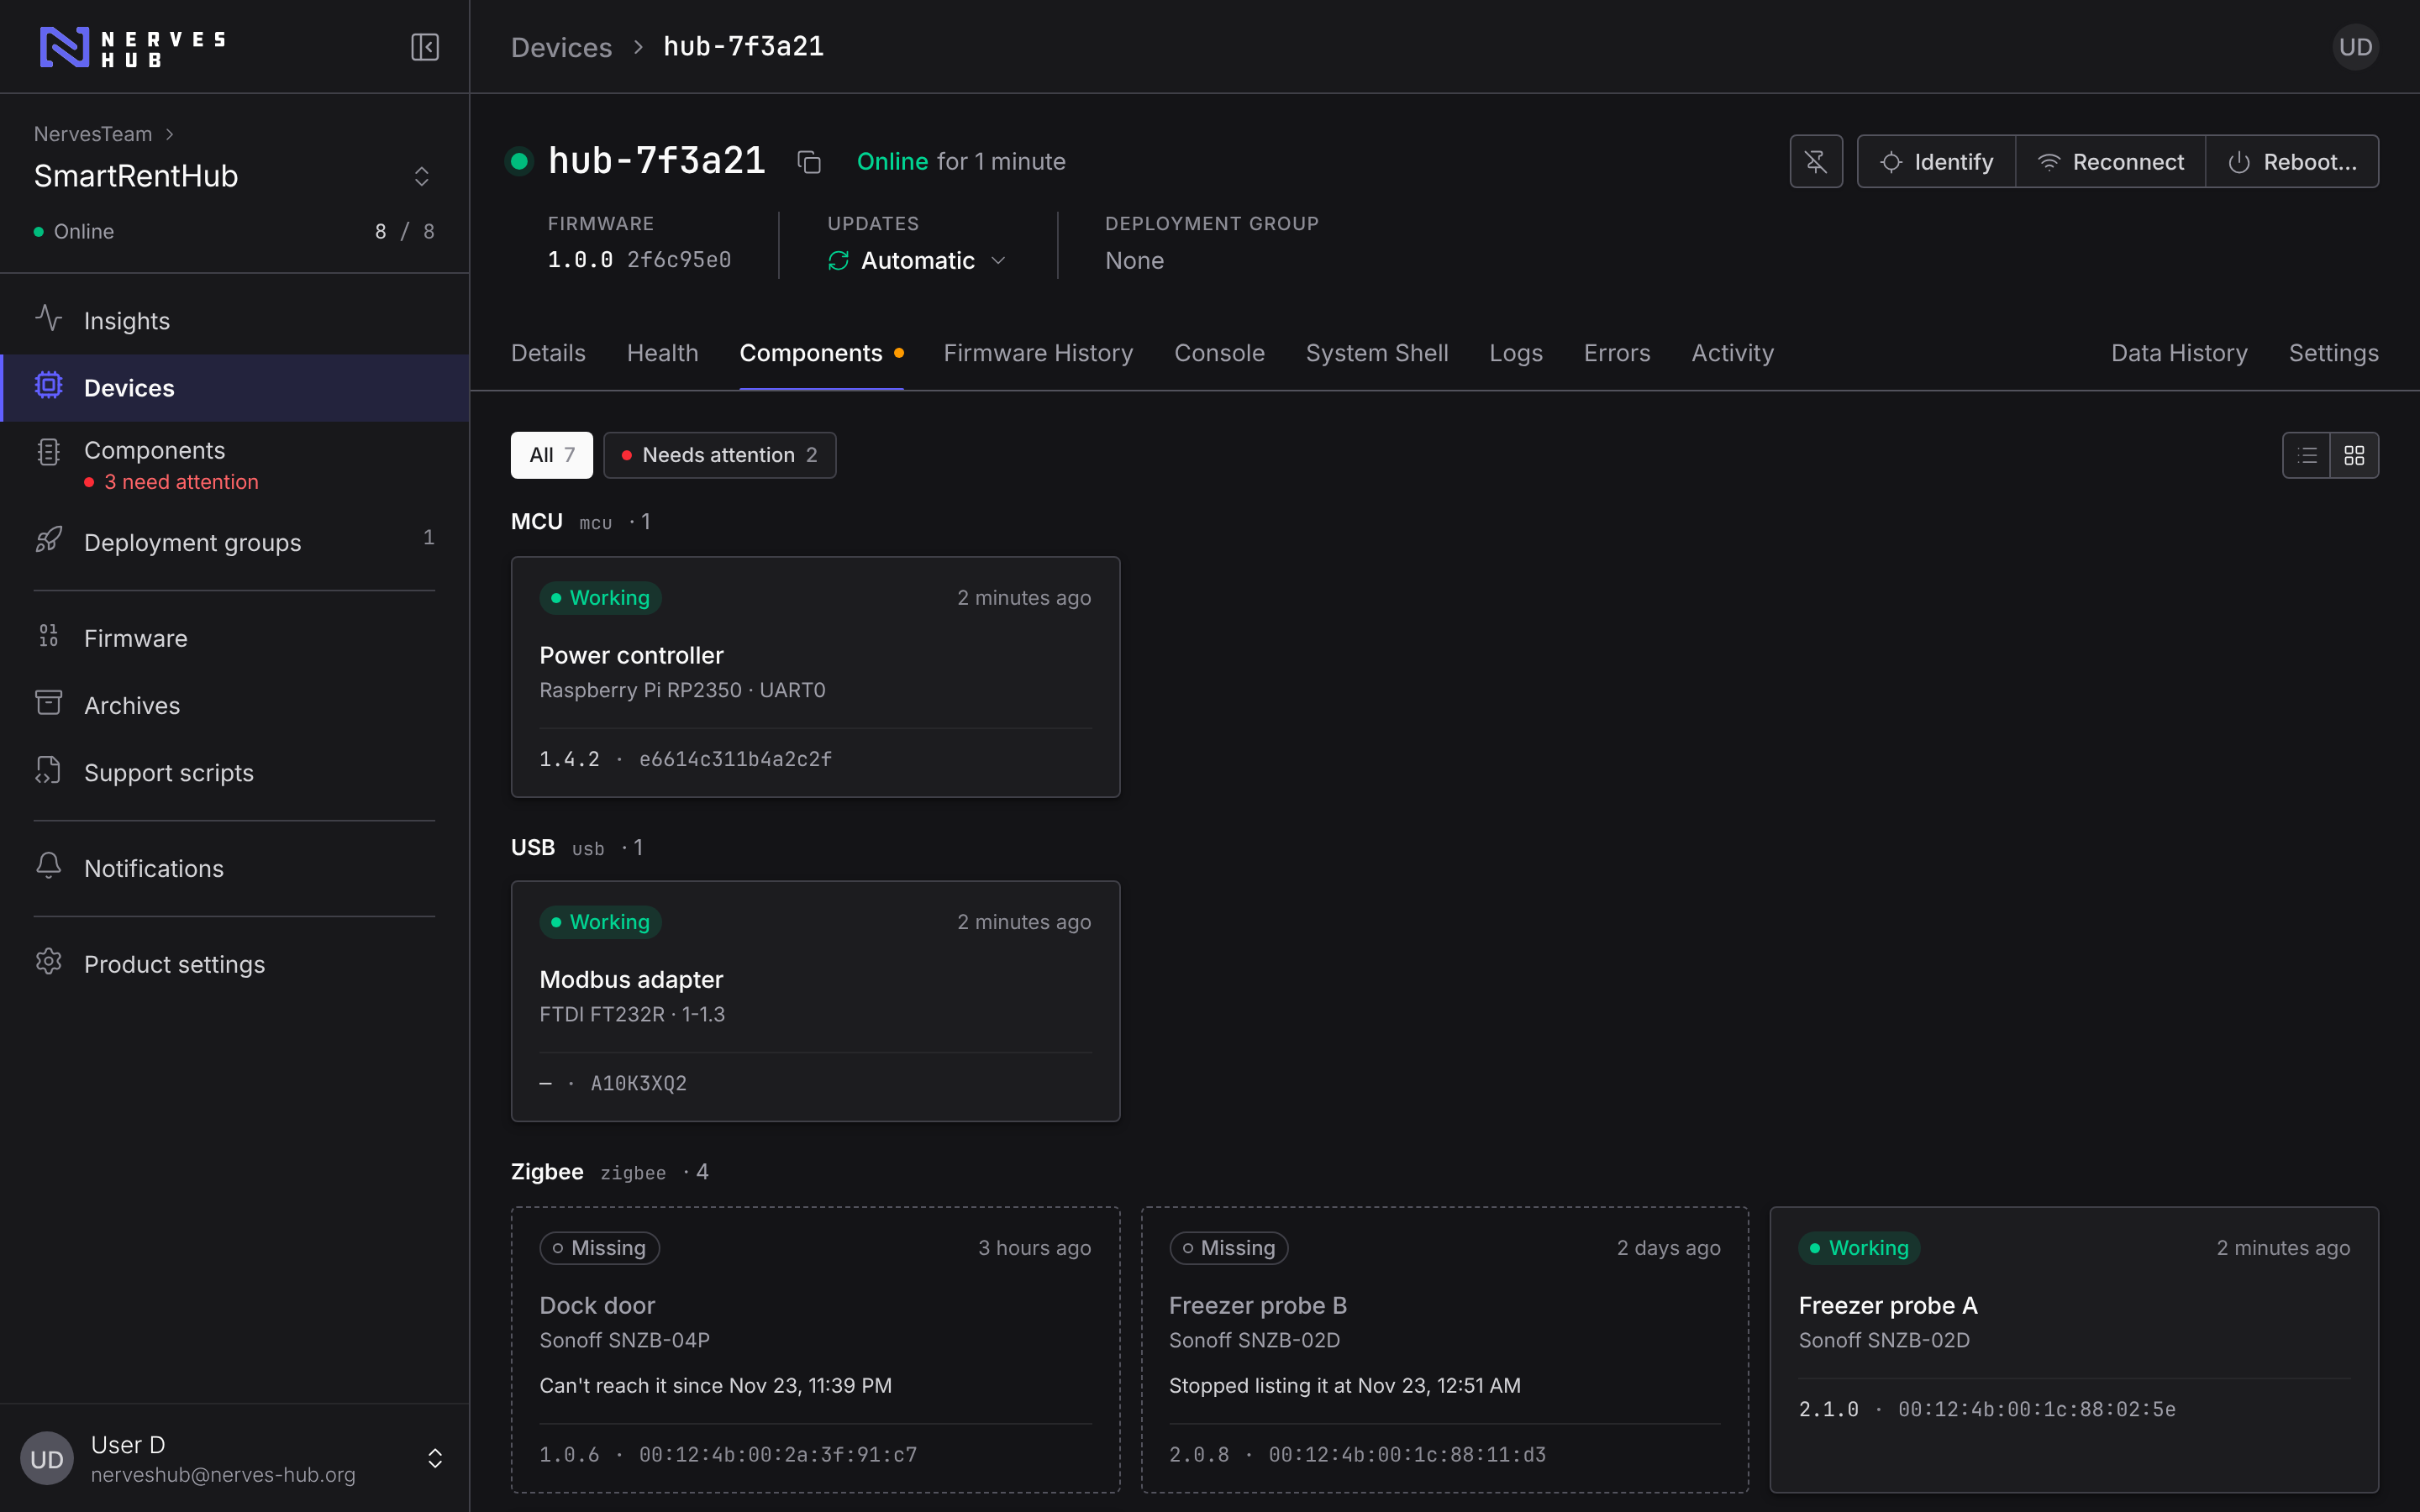 NERVES
HUB
Devices > hub-7f3a21
UD
NervesTeam >
SmartRentHub
Online 8 / 8
Insights
Devices
Components
3 need attention
Deployment groups 1
Firmware
Archives
Support scripts
Notifications
Product settings
UD
User D
nerveshub@nerves-hub.org
hub-7f3a21 Online for 1 minute
Identify Reconnect Reboot...
FIRMWARE UPDATES DEPLOYMENT GROUP
1.0.0 2f6c95e0 Automatic None
Details Health Components Firmware History Console System Shell Logs Errors Activity Data History Settings
All 7 Needs attention 2
MCU mcu · 1
Working 2 minutes ago
Power controller
Raspberry Pi RP2350 · UART0
1.4.2 · e6614c311b4a2c2f
USB usb · 1
Working 2 minutes ago
Modbus adapter
FTDI FT232R · 1-1.3
— · A10K3XQ2
Zigbee zigbee · 4
Missing 3 hours ago
Dock door
Sonoff SNZB-04P
Can't reach it since Nov 23, 11:39 PM
1.0.6 · 00:12:4b:00:2a:3f:91:c7
Missing 2 days ago
Freezer probe B
Sonoff SNZB-02D
Stopped listing it at Nov 23, 12:51 AM
2.0.8 · 00:12:4b:00:1c:88:11:d3
Working 2 minutes ago
Freezer probe A
Sonoff SNZB-02D
2.1.0 · 00:12:4b:00:1c:88:02:5e